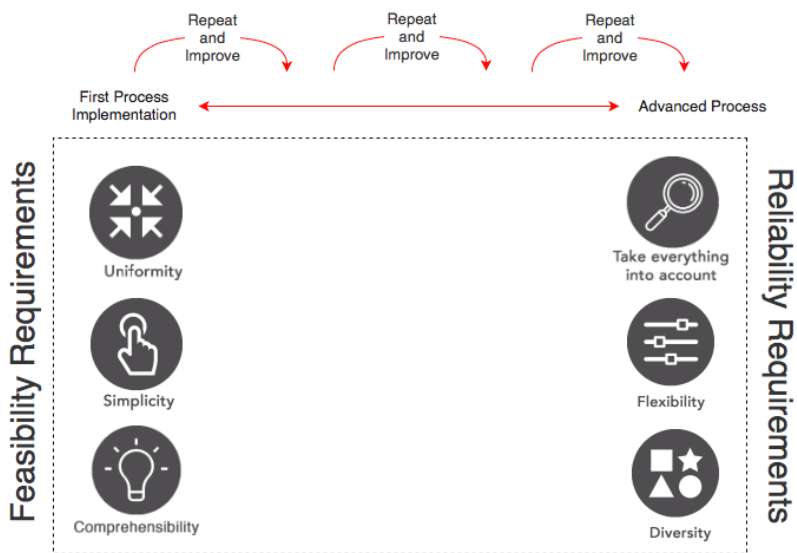 Repeat
and
Improve
Repeat
and
Improve
Repeat
and
Improve
First Process
Implementation
Advanced Process
Feasibility Requirements
Uniformity
Simplicity
Comprehensibility
Take everything
into account
Flexibility
Diversity
Reliability Requirements